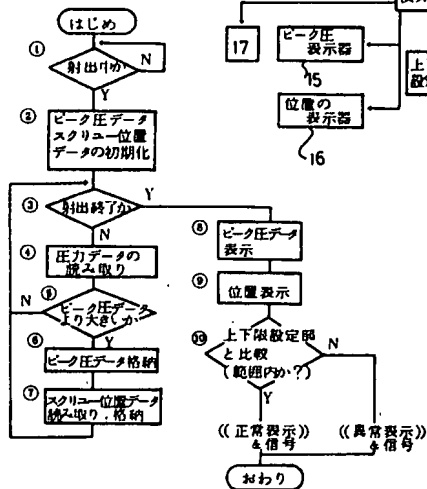 はじめ
①
射出中か
N
Y
②
ピーク圧データ
スクリュー位置
データの初期化
③
射出終了か
Y
N
④
圧力データの
読み取り
⑤
ピーク圧データ
より大きいか
N
Y
⑥
ピーク圧データ格納
⑦
スクリュー位置データ
読み取り、格納
17
ピーク圧
表示器
15
位置の
表示器
16
上下
設定
⑧
ピーク圧データ
表示
⑨
位置表示
⑩
上下限設定部
と比較
(範囲内か?)
N
Y
((正常表示))
&信号
((異常表示))
&信号
おわり